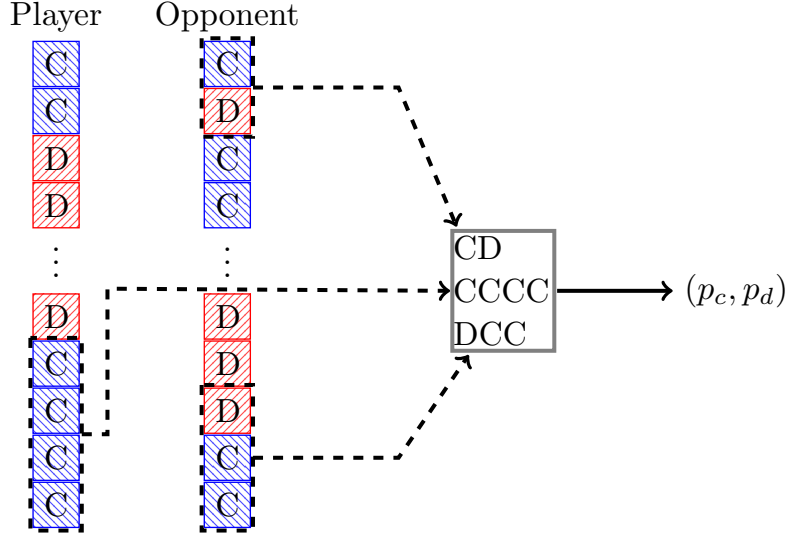 Player Opponent
C C
C D
D C
D C
⋮ ⋮
D D
C D
C D
C C
C C
CD
CCCC
DCC
(p_c, p_d)